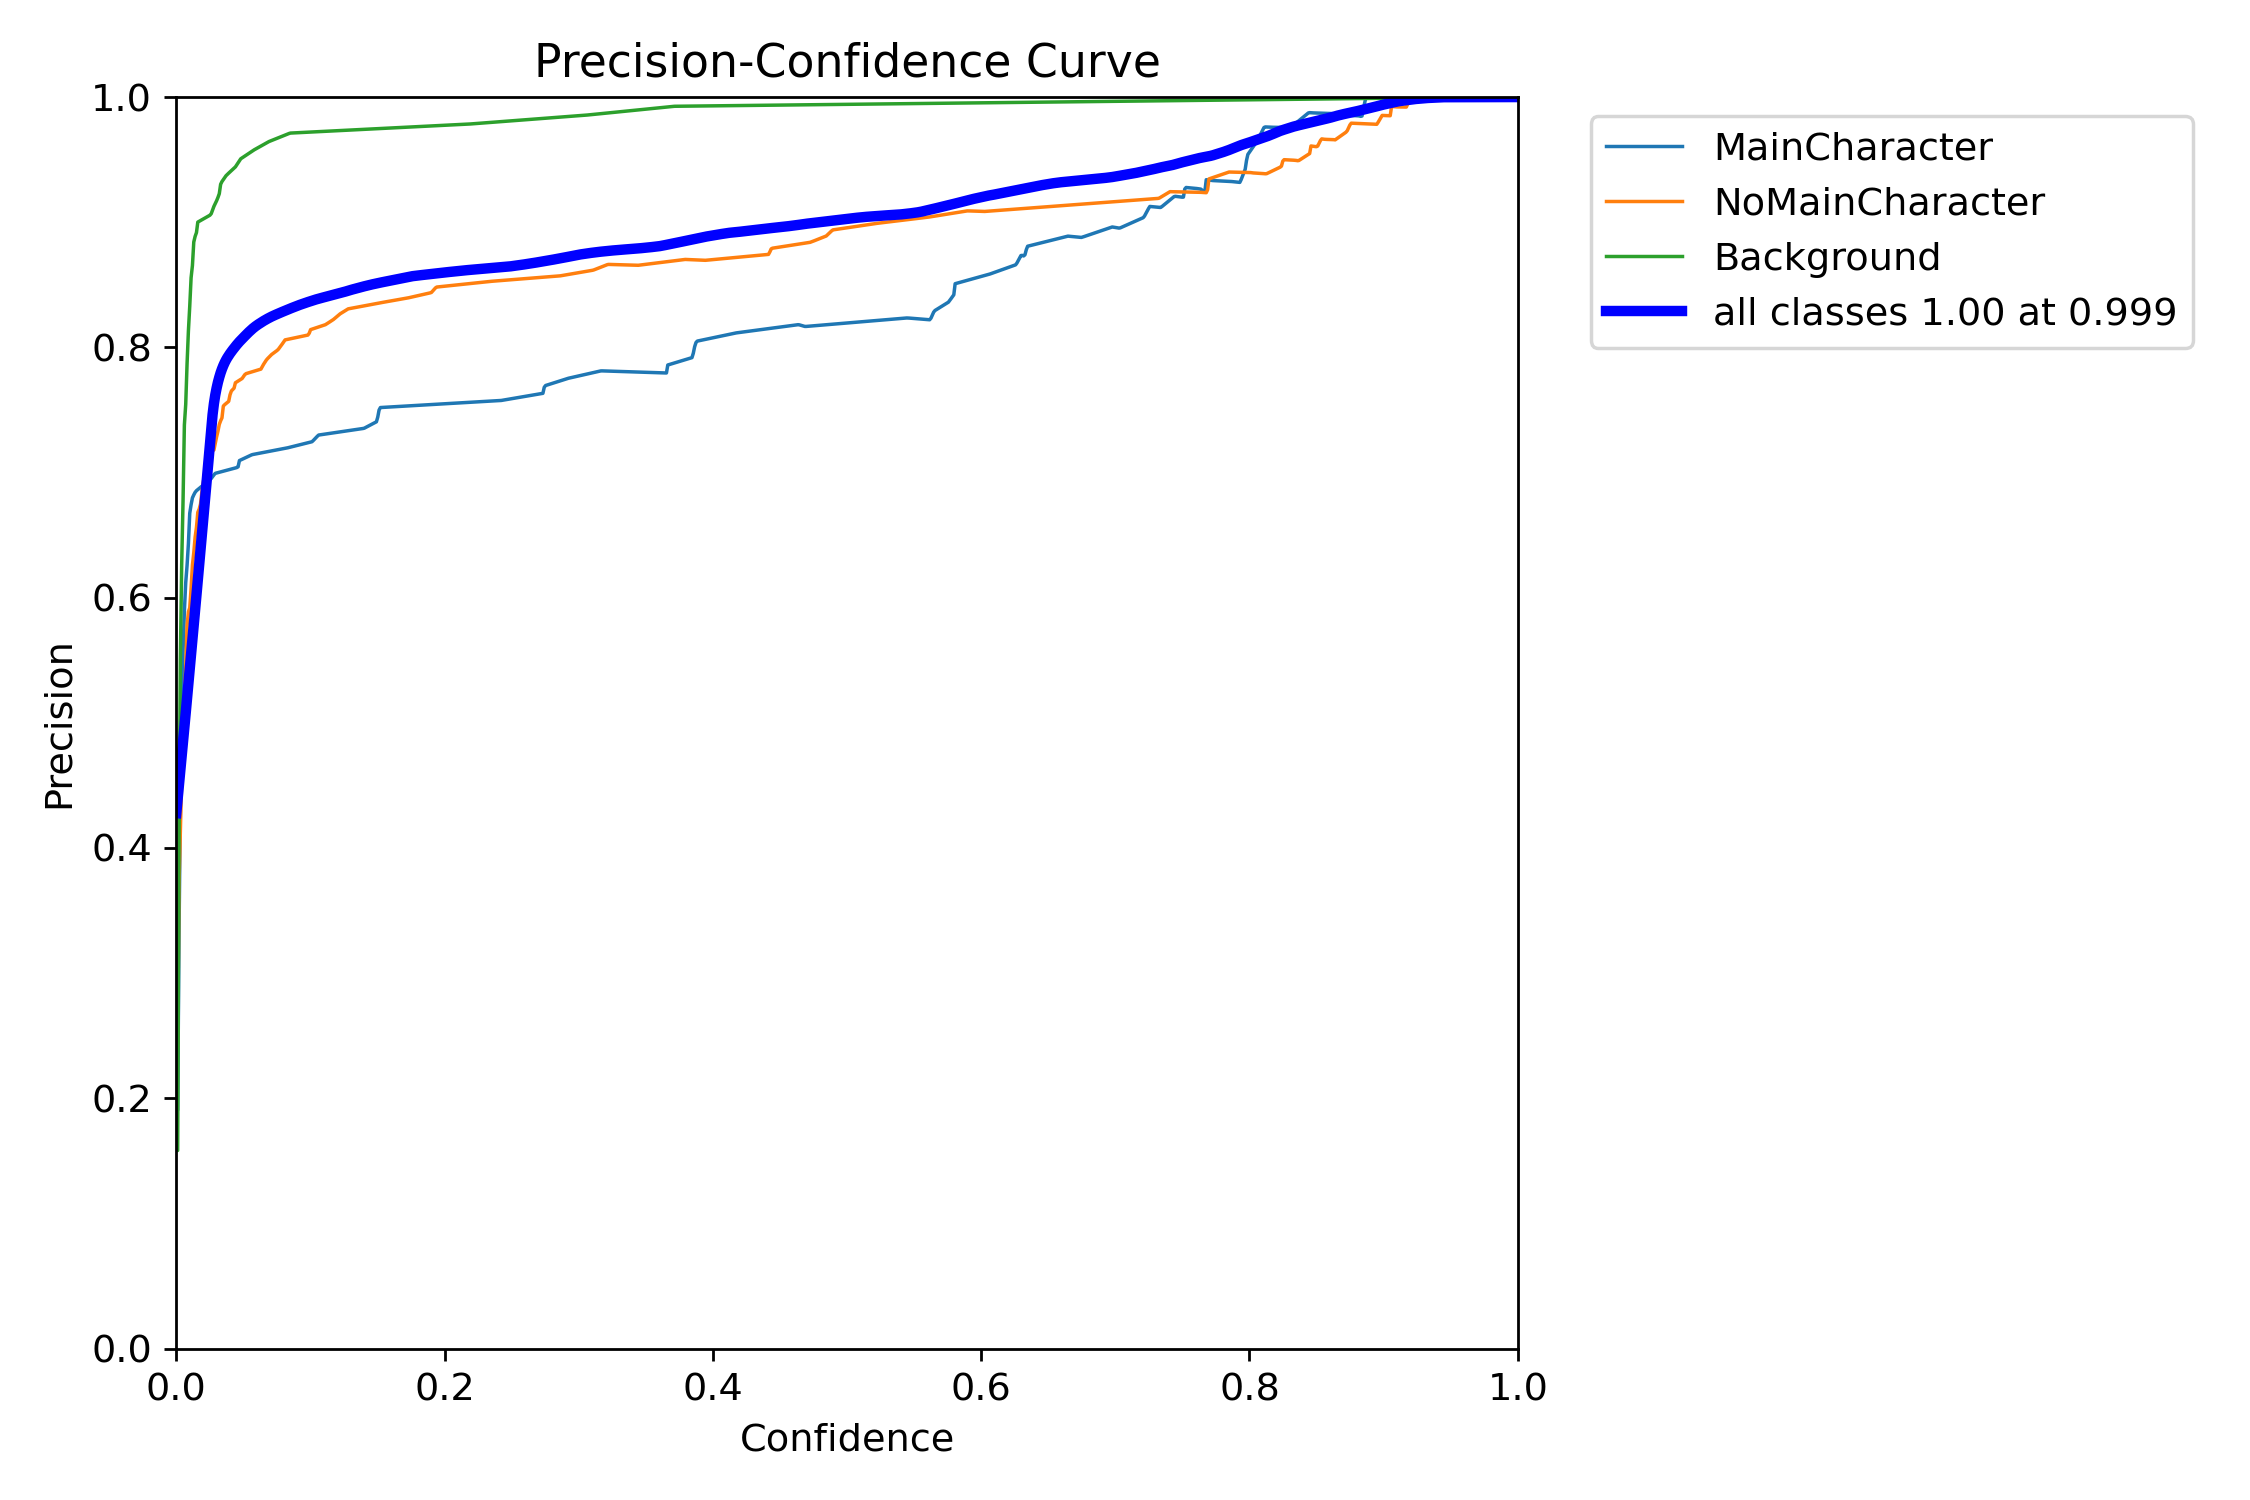 Precision-Confidence Curve
1.0
0.8
0.6
0.4
0.2
0.0
Precision
0.0 0.2 0.4 0.6 0.8 1.0
Confidence
MainCharacter
NoMainCharacter
Background
all classes 1.00 at 0.999